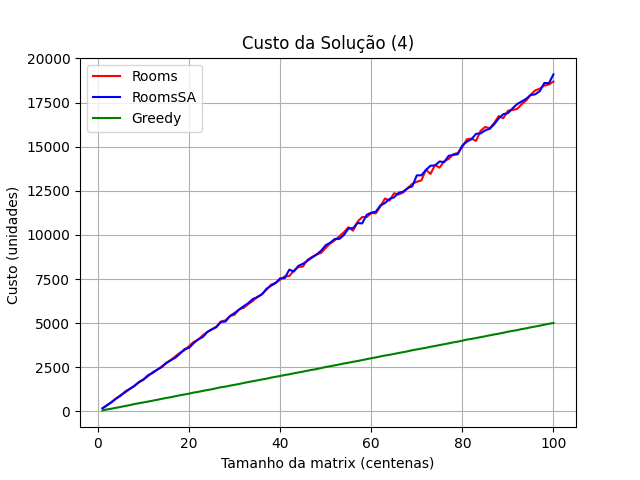 Custo da Solução (4)
Rooms
RoomsSA
Greedy
Custo (unidades)
20000
17500
15000
12500
10000
7500
5000
2500
0
0 20 40 60 80 100
Tamanho da matrix (centenas)